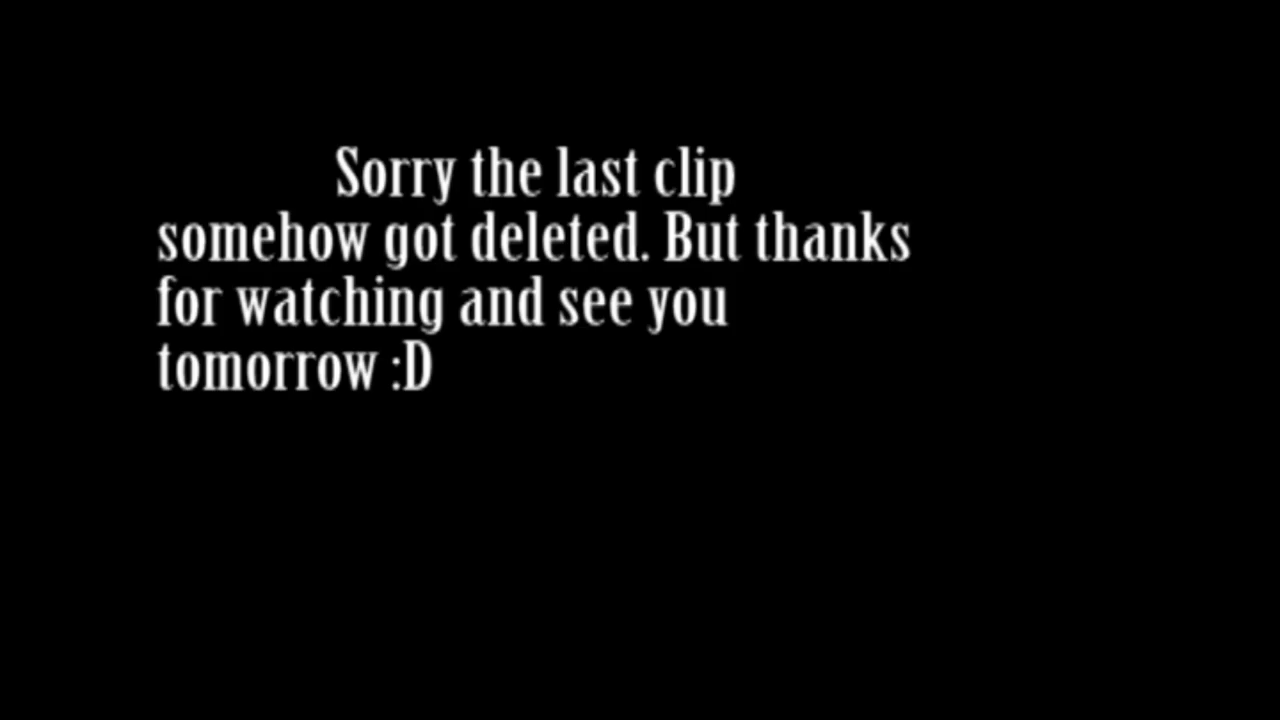 Sorry the last clip
somehow got deleted. But thanks
for watching and see you
tomorrow :D